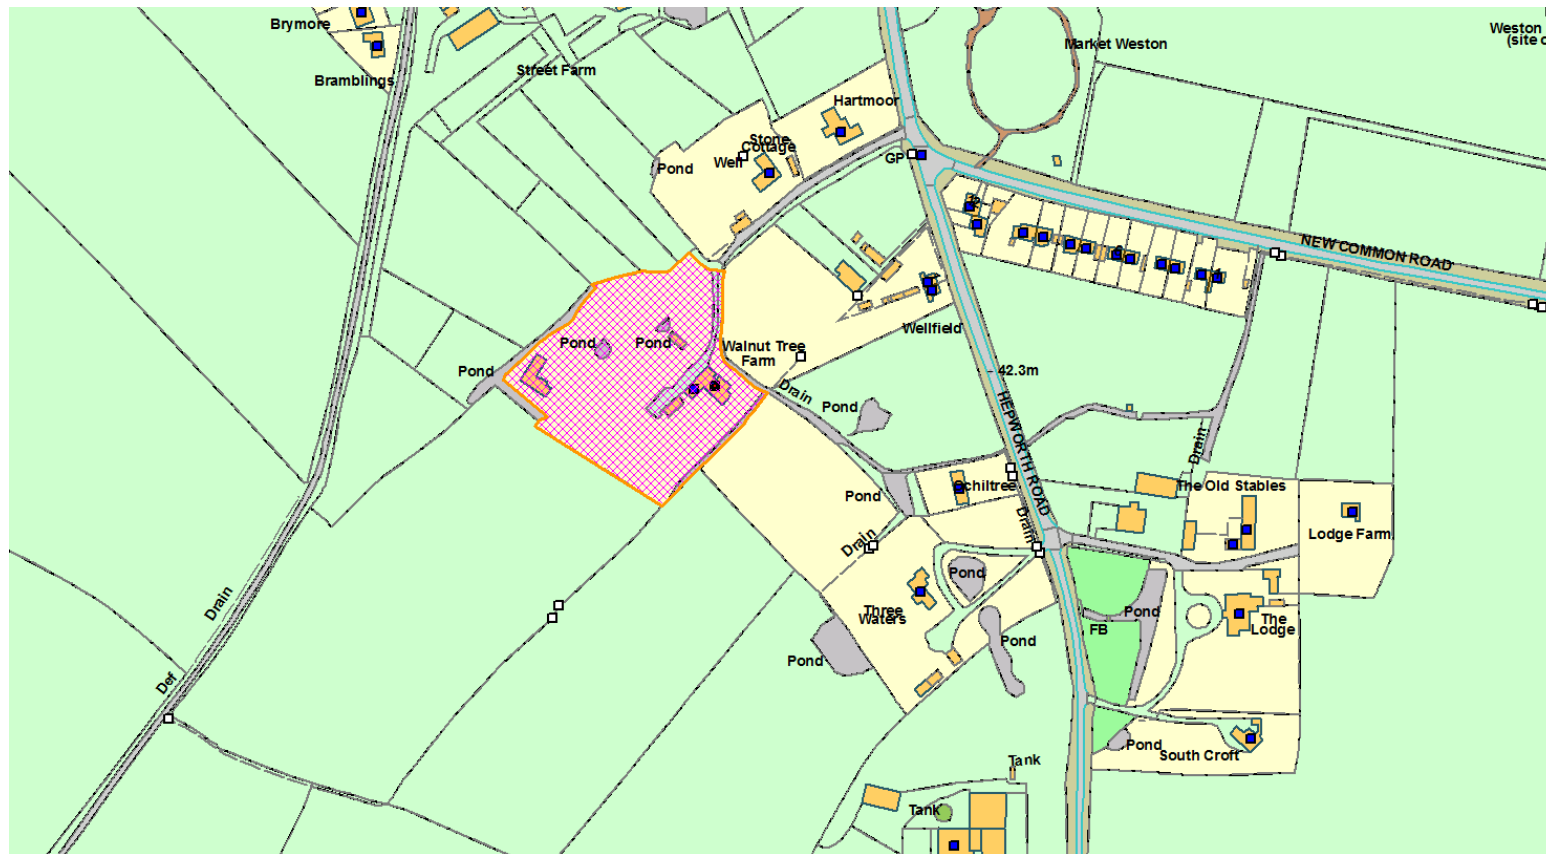 Brymore
Bramblings
Street Farm
Market Weston
Weston
Hartmoor
Stone
Cottage
Well
Pond
GP
NEW COMMON ROAD
Wellfield
Walnut Tree
Farm
Pond
Pond
Pond
42.3m
Drain
Pond
HEPWORTH ROAD
Drain
Pond
Schiltree
The Old Stables
Drain
Drain
Lodge Farm
Pond
Three
Waters
Pond
The
Lodge
FB
Pond
Pond
Drain
Def
Pond
South Croft
Tank
Tank